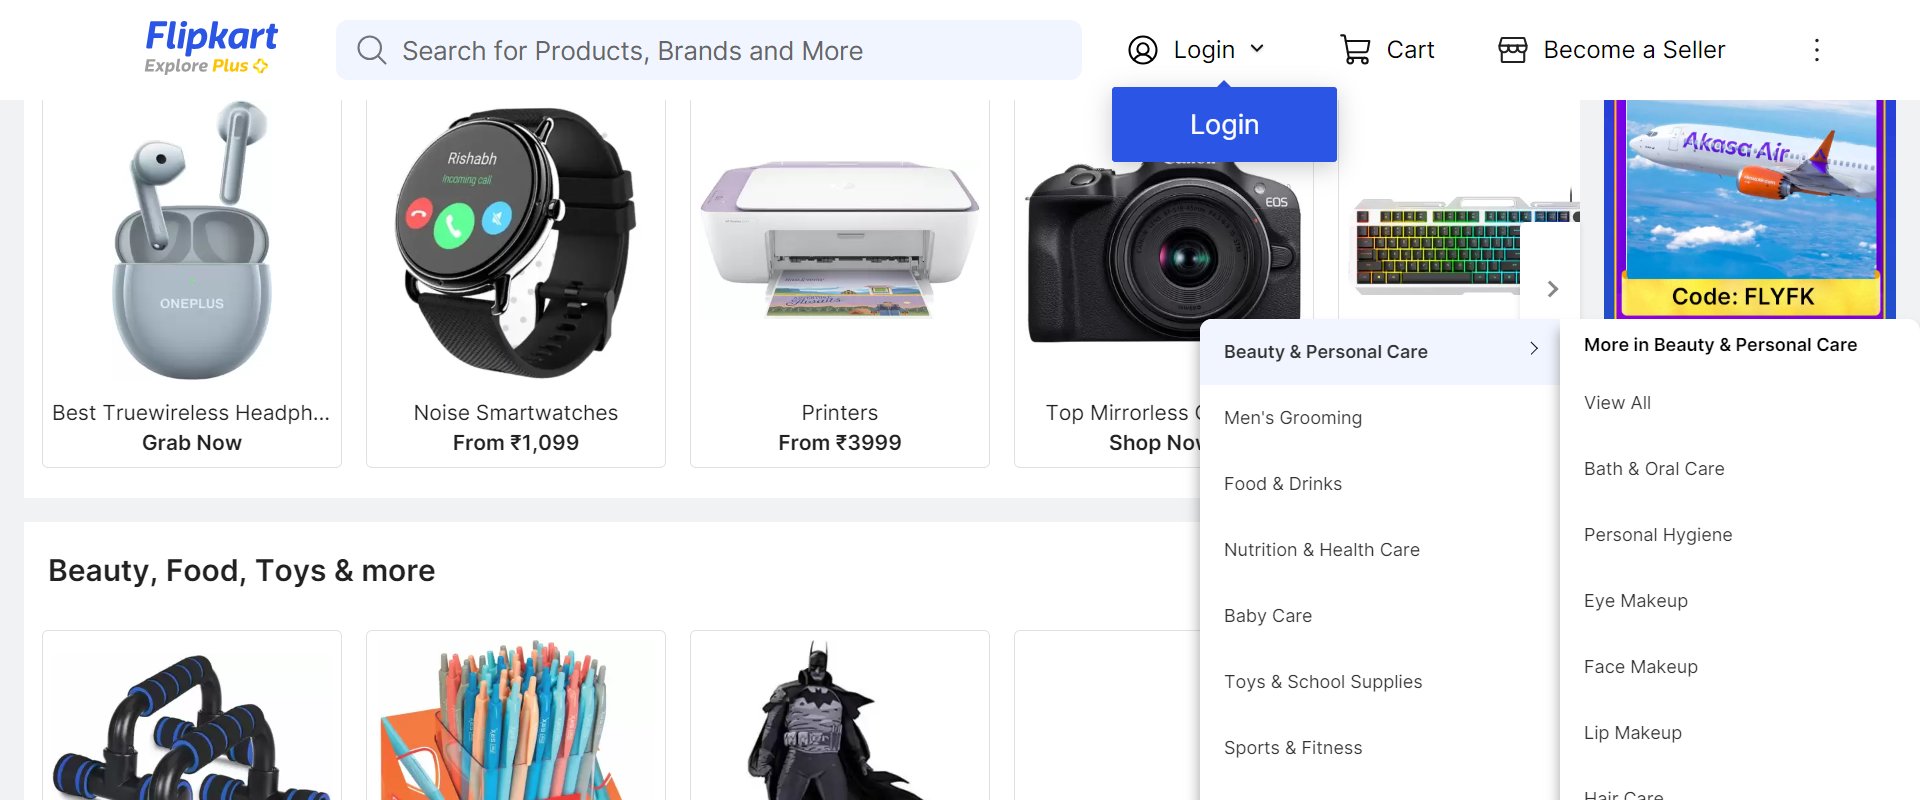 Flipkart
Explore Plus
Search for Products, Brands and More
Login
Cart
Become a Seller
Login
Rishabh
Incoming call
EOS
Akasa Air
ONEPLUS
Code: FLYFK
Best Truewireless Headph...
Grab Now
Noise Smartwatches
From ₹1,099
Printers
From ₹3999
Top Mirrorless
Shop
Beauty & Personal Care
Men's Grooming
Food & Drinks
Nutrition & Health Care
Baby Care
Toys & School Supplies
Sports & Fitness
More in Beauty & Personal Care
View All
Bath & Oral Care
Personal Hygiene
Eye Makeup
Face Makeup
Lip Makeup
Hair Care
Beauty, Food, Toys & more